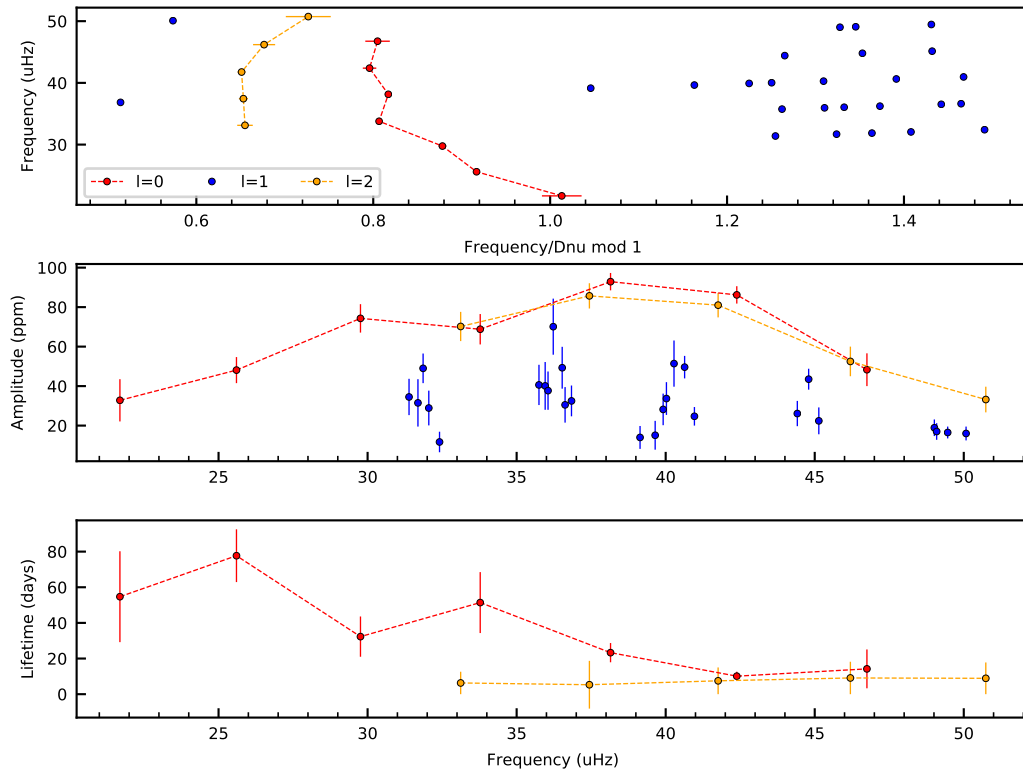 50
40
30
Frequency (uHz)
l=0 l=1 l=2
0.6 0.8 1.0 1.2 1.4
Frequency/Dnu mod 1
100
80
60
40
20
Amplitude (ppm)
25 30 35 40 45 50
80
60
40
20
0
Lifetime (days)
25 30 35 40 45 50
Frequency (uHz)